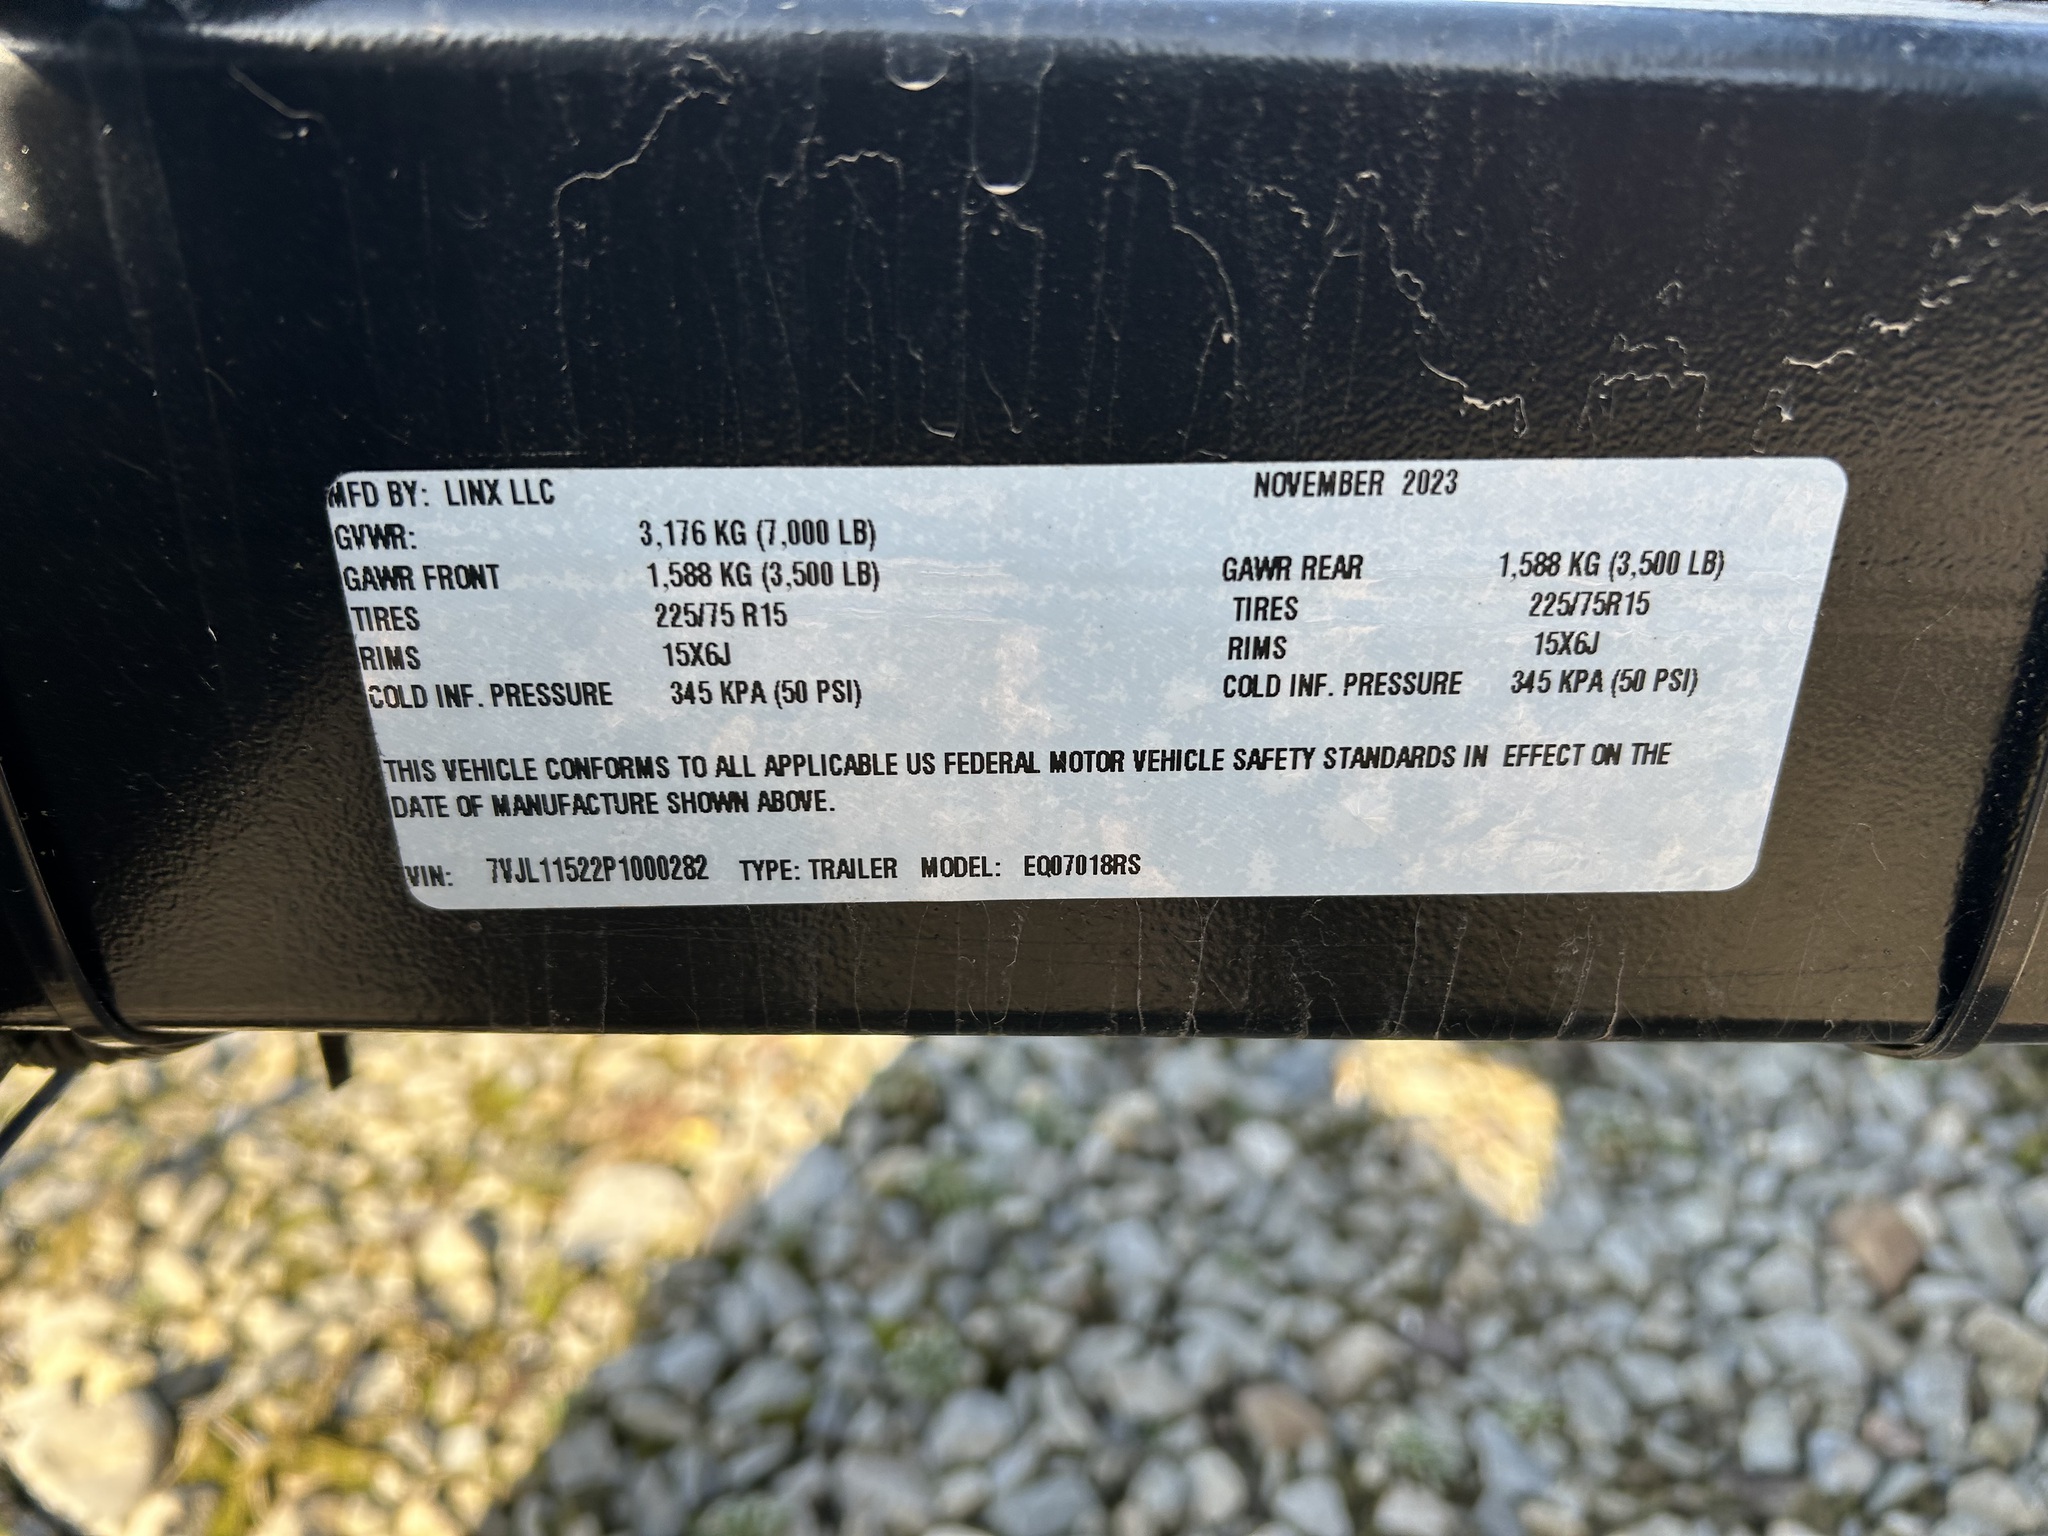 MFD BY: LINX LLC NOVEMBER 2023
GVWR: 3,176 KG (7,000 LB)
GAWR FRONT 1,588 KG (3,500 LB) GAWR REAR 1,588 KG (3,500 LB)
TIRES 225/75 R15 TIRES 225/75R15
RIMS 15X6J RIMS 15X6J
COLD INF. PRESSURE 345 KPA (50 PSI) COLD INF. PRESSURE 345 KPA (50 PSI)
THIS VEHICLE CONFORMS TO ALL APPLICABLE US FEDERAL MOTOR VEHICLE SAFETY STANDARDS IN EFFECT ON THE
DATE OF MANUFACTURE SHOWN ABOVE.
VIN: 7VJL11522P1000282 TYPE: TRAILER MODEL: EQ07018RS